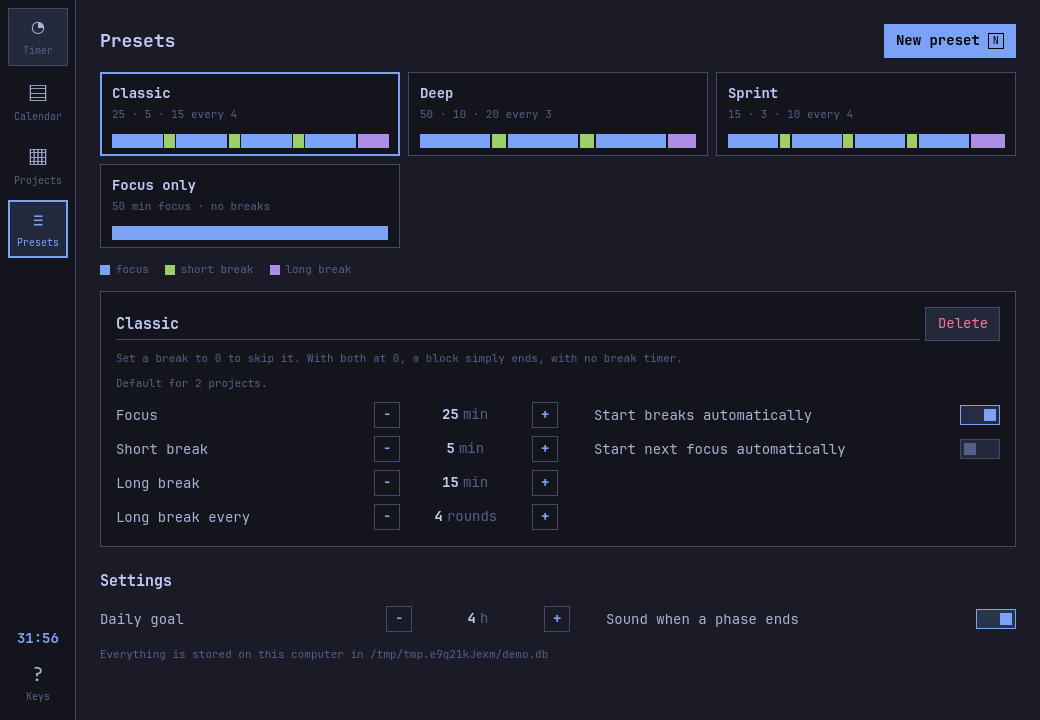 Timer
Calendar
Projects
Presets
31:56
?
Keys
Presets
New preset N
Classic
25 · 5 · 15 every 4
Deep
50 · 10 · 20 every 3
Sprint
15 · 3 · 10 every 4
Focus only
50 min focus · no breaks
focus short break long break
Classic
Delete
Set a break to 0 to skip it. With both at 0, a block simply ends, with no break timer.
Default for 2 projects.
Focus - 25 min + Start breaks automatically
Short break - 5 min + Start next focus automatically
Long break - 15 min +
Long break every - 4 rounds +
Settings
Daily goal - 4 h + Sound when a phase ends
Everything is stored on this computer in /tmp/tmp.e9q21kJexm/demo.db